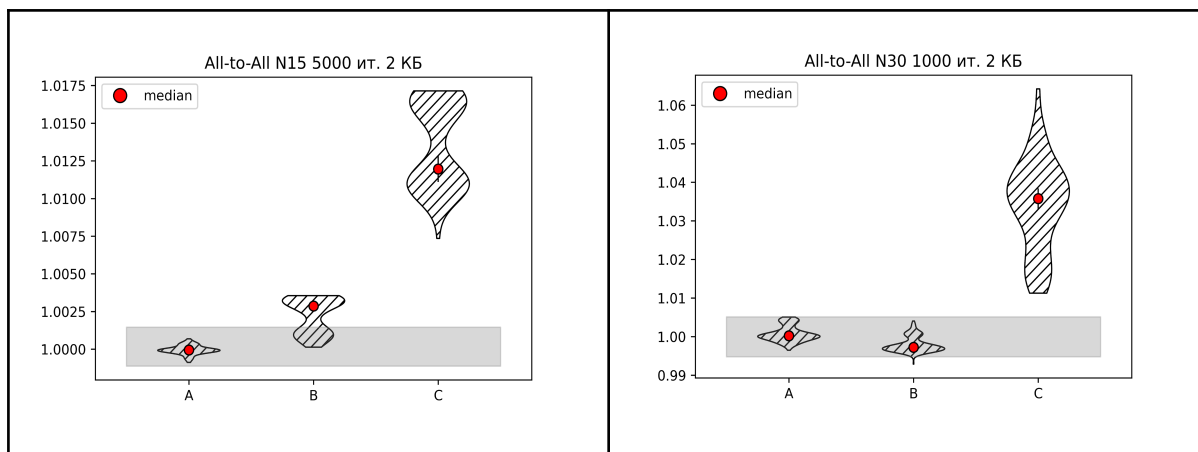 All-to-All N15 5000 ит. 2 КБ
median
1.0175
1.0150
1.0125
1.0100
1.0075
1.0050
1.0025
1.0000
A B C
All-to-All N30 1000 ит. 2 КБ
median
1.06
1.05
1.04
1.03
1.02
1.01
1.00
0.99
A B C